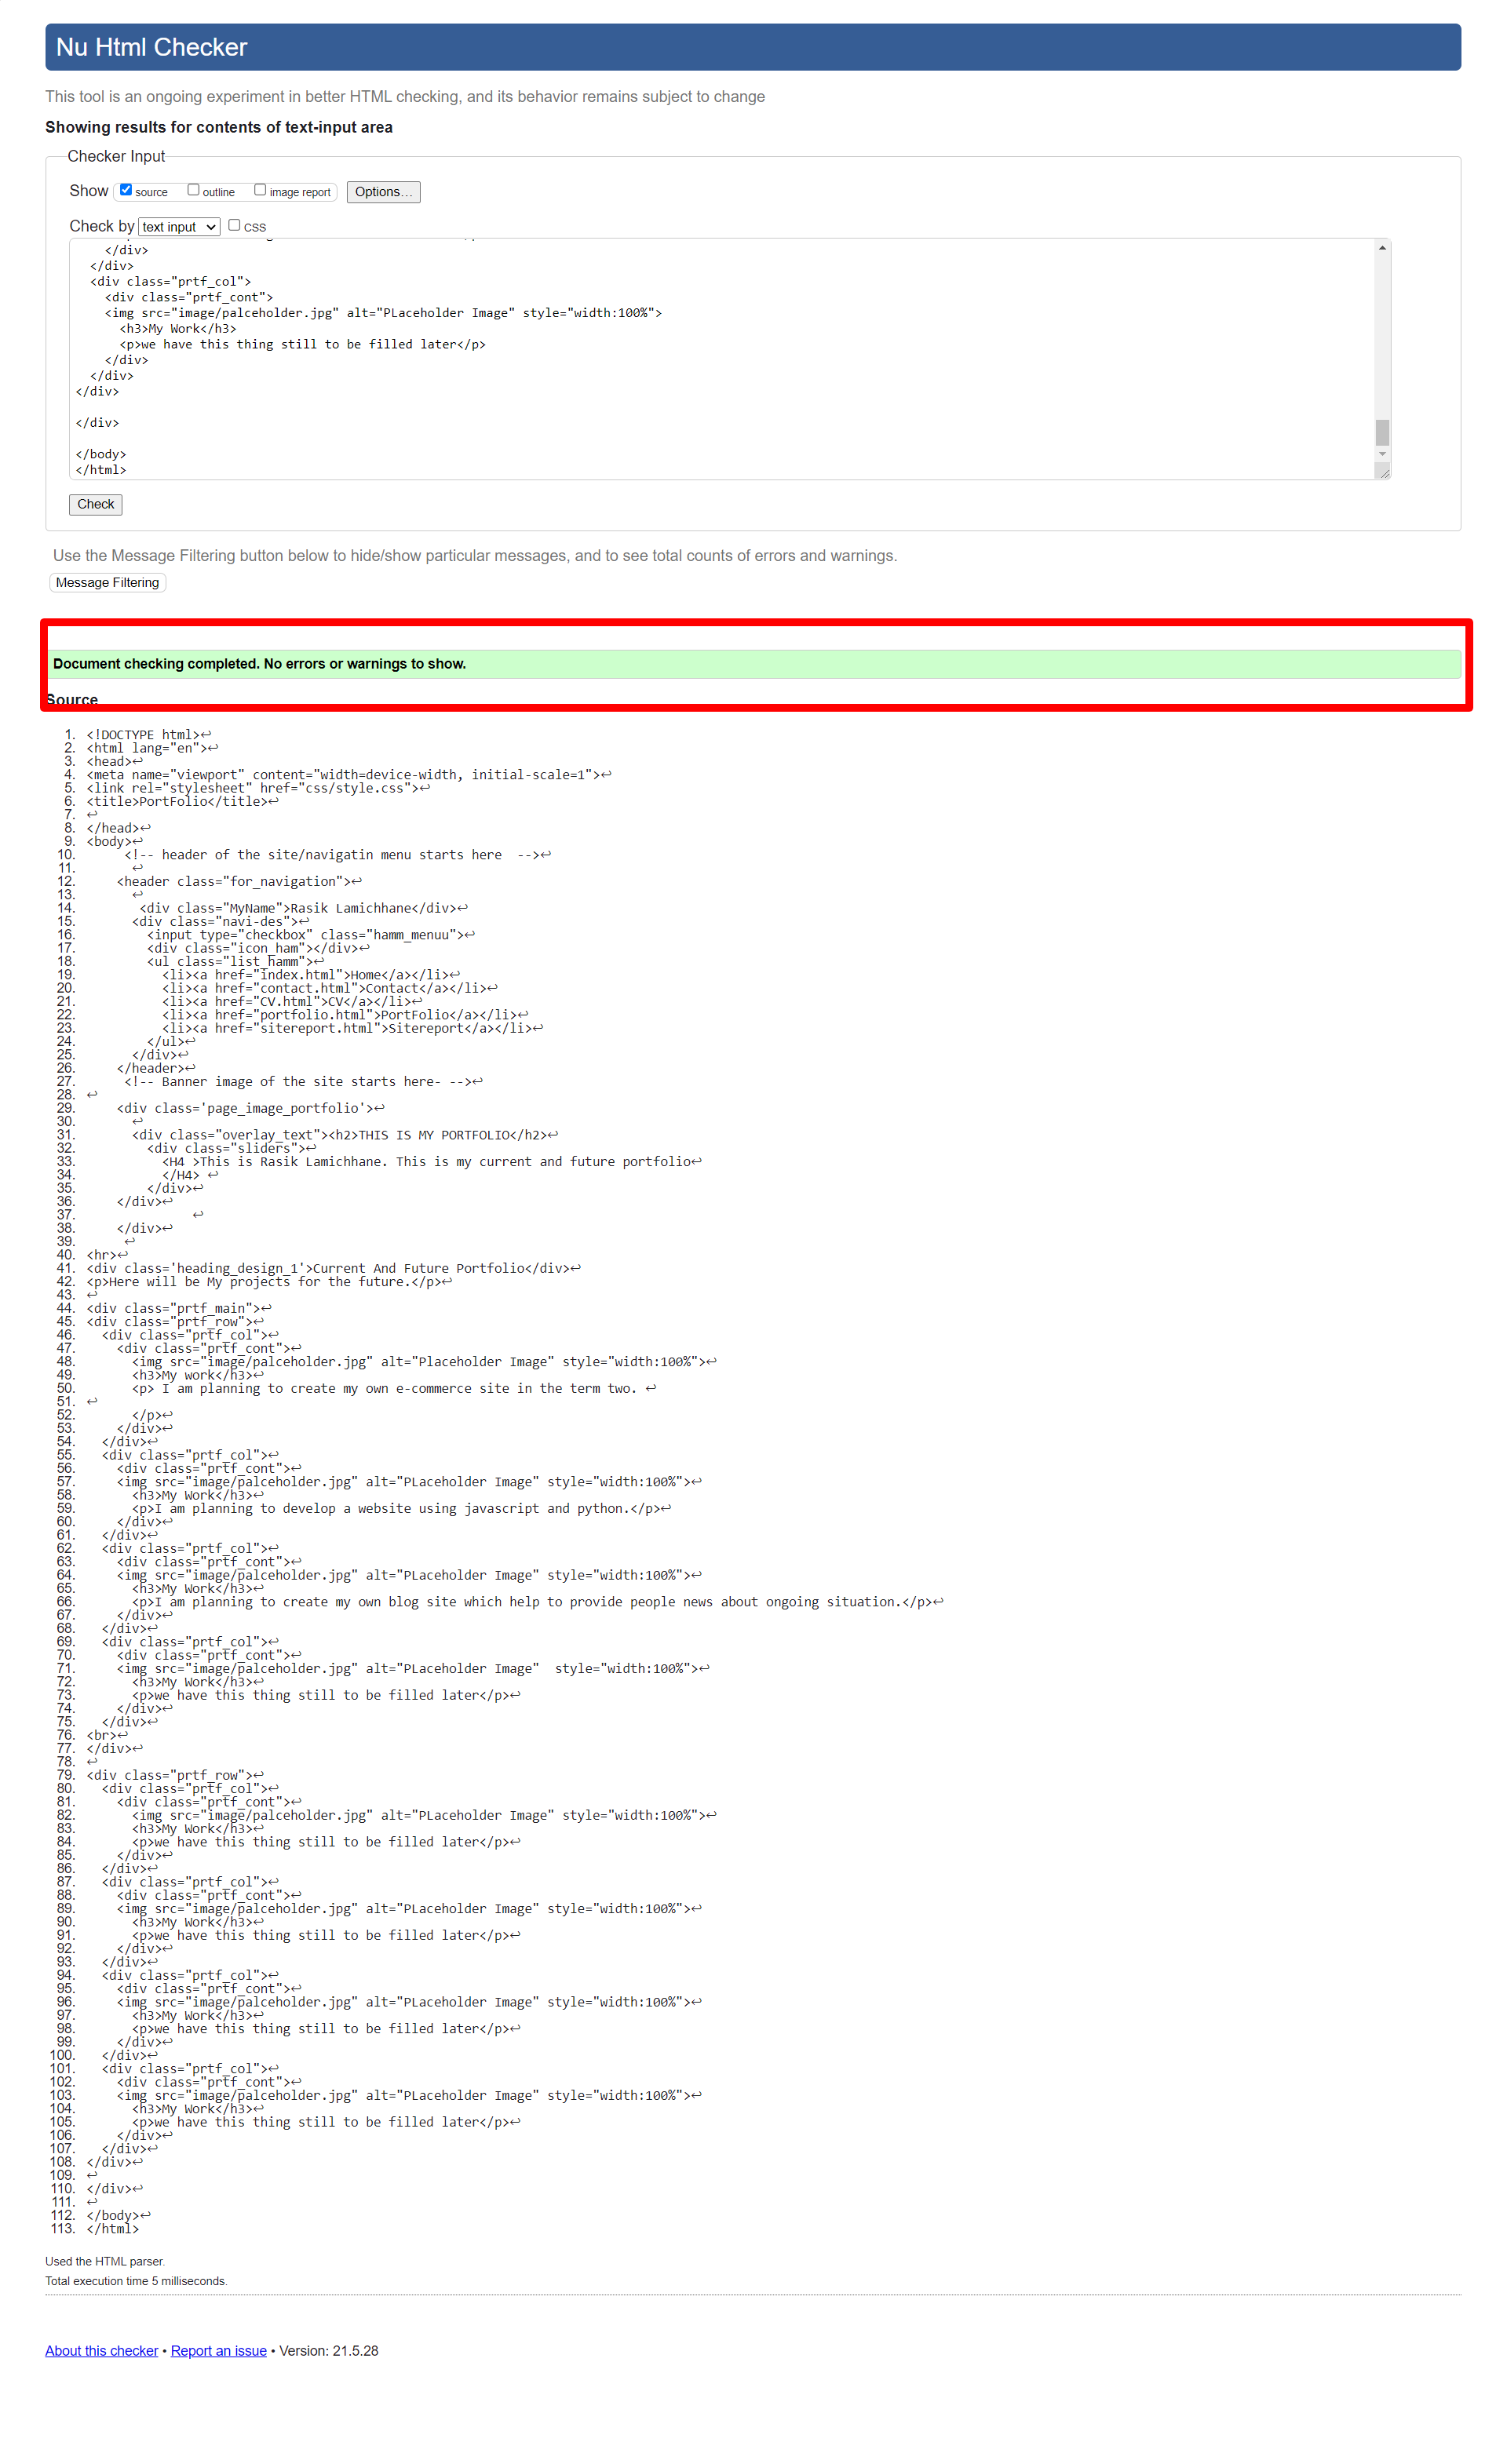 Nu Html Checker
This tool is an ongoing experiment in better HTML checking, and its behavior remains subject to change
Showing results for contents of text-input area
Checker Input
Show source outline image report Options...
Check by text input css
    </div>
  </div>
  <div class="prtf_col">
    <div class="prtf_cont">
    <img src="image/palceholder.jpg" alt="PLaceholder Image" style="width:100%">
      <h3>My Work</h3>
      <p>we have this thing still to be filled later</p>
    </div>
  </div>
</div>
</div>
</body>
</html>
Check
Use the Message Filtering button below to hide/show particular messages, and to see total counts of errors and warnings.
Message Filtering
Document checking completed. No errors or warnings to show.
Source
1. <!DOCTYPE html>↩
2. <html lang="en">↩
3. <head>↩
4. <meta name="viewport" content="width=device-width, initial-scale=1">↩
5. <link rel="stylesheet" href="css/style.css">↩
6. <title>PortFolio</title>↩
7. ↩
8. </head>↩
9. <body>↩
10.      <!-- header of the site/navigatin menu starts here  -->↩
11.       ↩
12.     <header class="for_navigation">↩
13.       ↩
14.        <div class="MyName">Rasik Lamichhane</div>↩
15.       <div class="navi-des">↩
16.         <input type="checkbox" class="hamm_menuu">↩
17.         <div class="icon_ham"></div>↩
18.         <ul class="list_hamm">↩
19.           <li><a href="index.html">Home</a></li>↩
20.           <li><a href="contact.html">Contact</a></li>↩
21.           <li><a href="CV.html">CV</a></li>↩
22.           <li><a href="portfolio.html">PortFolio</a></li>↩
23.           <li><a href="sitereport.html">Sitereport</a></li>↩
24.         </ul>↩
25.       </div>↩
26.     </header>↩
27.      <!-- Banner image of the site starts here- -->↩
28. ↩
29.     <div class='page_image_portfolio'>↩
30.       ↩
31.       <div class="overlay_text"><h2>THIS IS MY PORTFOLIO</h2>↩
32.         <div class="sliders">↩
33.           <H4 >This is Rasik Lamichhane. This is my current and future portfolio↩
34.           </H4> ↩
35.         </div>↩
36.     </div>↩
37.               ↩
38.     </div>↩
39.      ↩
40. <hr>↩
41. <div class='heading_design_1'>Current And Future Portfolio</div>↩
42. <p>Here will be My projects for the future.</p>↩
43. ↩
44. <div class="prtf_main">↩
45. <div class="prtf_row">↩
46.   <div class="prtf_col">↩
47.     <div class="prtf_cont">↩
48.       <img src="image/palceholder.jpg" alt="Placeholder Image" style="width:100%">↩
49.       <h3>My work</h3>↩
50.       <p> I am planning to create my own e-commerce site in the term two. ↩
51. ↩
52.       </p>↩
53.     </div>↩
54.   </div>↩
55.   <div class="prtf_col">↩
56.     <div class="prtf_cont">↩
57.     <img src="image/palceholder.jpg" alt="PLaceholder Image" style="width:100%">↩
58.       <h3>My Work</h3>↩
59.       <p>I am planning to develop a website using javascript and python.</p>↩
60.     </div>↩
61.   </div>↩
62.   <div class="prtf_col">↩
63.     <div class="prtf_cont">↩
64.     <img src="image/palceholder.jpg" alt="PLaceholder Image" style="width:100%">↩
65.       <h3>My Work</h3>↩
66.       <p>I am planning to create my own blog site which help to provide people news about ongoing situation.</p>↩
67.     </div>↩
68.   </div>↩
69.   <div class="prtf_col">↩
70.     <div class="prtf_cont">↩
71.     <img src="image/palceholder.jpg" alt="PLaceholder Image"  style="width:100%">↩
72.       <h3>My Work</h3>↩
73.       <p>we have this thing still to be filled later</p>↩
74.     </div>↩
75.   </div>↩
76. <br>↩
77. </div>↩
78. ↩
79. <div class="prtf_row">↩
80.   <div class="prtf_col">↩
81.     <div class="prtf_cont">↩
82.       <img src="image/palceholder.jpg" alt="PLaceholder Image" style="width:100%">↩
83.       <h3>My Work</h3>↩
84.       <p>we have this thing still to be filled later</p>↩
85.     </div>↩
86.   </div>↩
87.   <div class="prtf_col">↩
88.     <div class="prtf_cont">↩
89.     <img src="image/palceholder.jpg" alt="PLaceholder Image" style="width:100%">↩
90.       <h3>My Work</h3>↩
91.       <p>we have this thing still to be filled later</p>↩
92.     </div>↩
93.   </div>↩
94.   <div class="prtf_col">↩
95.     <div class="prtf_cont">↩
96.     <img src="image/palceholder.jpg" alt="PLaceholder Image" style="width:100%">↩
97.       <h3>My Work</h3>↩
98.       <p>we have this thing still to be filled later</p>↩
99.     </div>↩
100.   </div>↩
101.   <div class="prtf_col">↩
102.     <div class="prtf_cont">↩
103.     <img src="image/palceholder.jpg" alt="PLaceholder Image" style="width:100%">↩
104.       <h3>My Work</h3>↩
105.       <p>we have this thing still to be filled later</p>↩
106.     </div>↩
107.   </div>↩
108. </div>↩
109. ↩
110. </div>↩
111. ↩
112. </body>↩
113. </html>
Used the HTML parser.
Total execution time 5 milliseconds.
About this checker • Report an issue • Version: 21.5.28